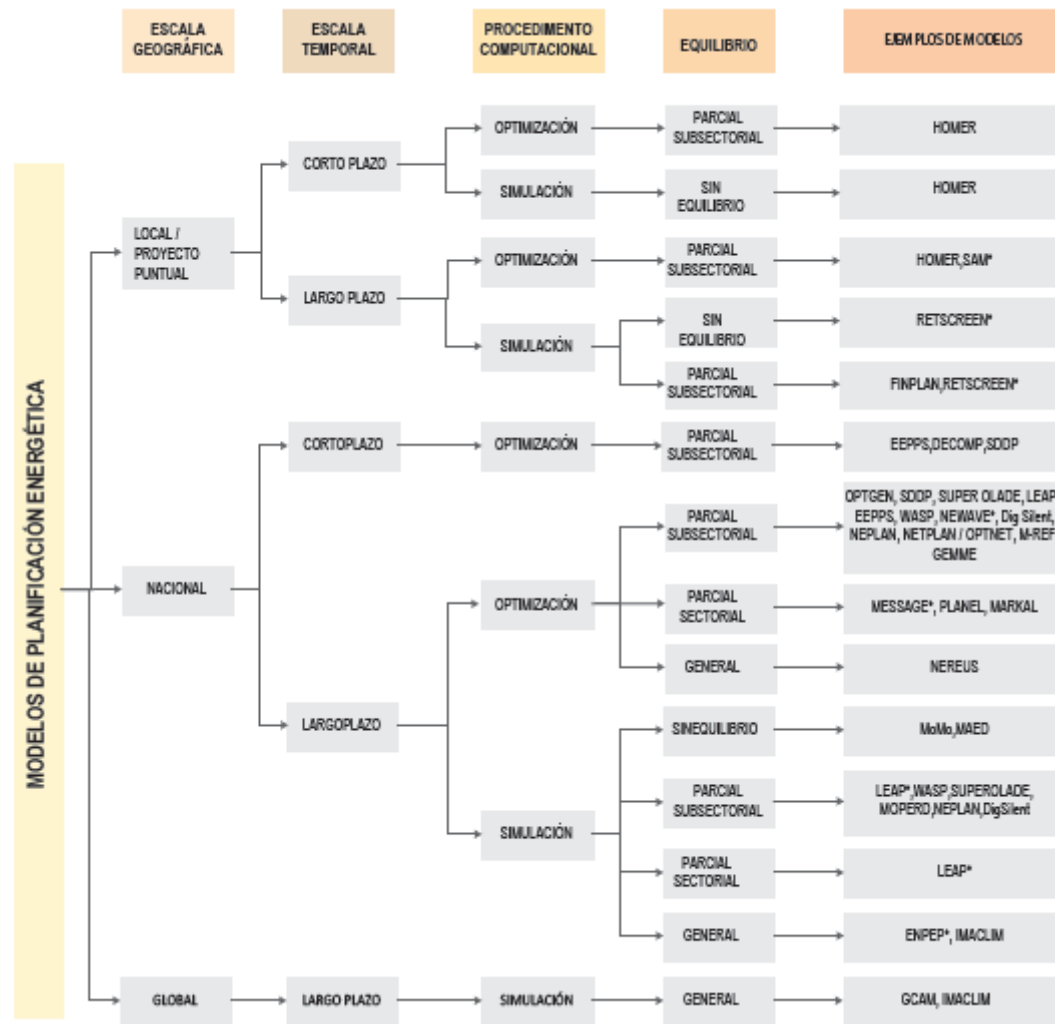 ESCALA
GEOGRÁFICA
ESCALA
TEMPORAL
PROCEDIMENTO
COMPUTACIONAL
EQUILIBRIO
EJEMPLOS DE MODELOS
MODELOS DE PLANIFICACIÓN ENERGÉTICA
LOCAL /
PROYECTO
PUNTUAL
CORTO PLAZO
OPTIMIZACIÓN
PARCIAL
SUBSECTORIAL
HOMER
SIMULACIÓN
SIN
EQUILIBRIO
HOMER
LARGO PLAZO
OPTIMIZACIÓN
PARCIAL
SUBSECTORIAL
HOMER,SAM*
SIMULACIÓN
SIN
EQUILIBRIO
RETSCREEN*
PARCIAL
SUBSECTORIAL
FINPLAN,RETSCREEN*
NACIONAL
CORTOPLAZO
OPTIMIZACIÓN
PARCIAL
SUBSECTORIAL
EEPPS,DECOMP,SDDP
LARGOPLAZO
OPTIMIZACIÓN
PARCIAL
SUBSECTORIAL
OPTGEN, SDDP, SUPER OLADE, LEAP
EEPPS, WASP, NEWAVE*, Dig Silent,
NEPLAN, NETPLAN / OPTNET, M-REF
GEMME
PARCIAL
SECTORIAL
MESSAGE*, PLANEL, MARKAL
GENERAL
NEREUS
SIMULACIÓN
SINEQUILIBRIO
MoMo,MAED
PARCIAL
SUBSECTORIAL
LEAP*,WASP,SUPEROLADE,
MOPERD,NEPLAN,DigSilent
PARCIAL
SECTORIAL
LEAP*
GENERAL
ENPEP*, IMACLIM
GLOBAL
LARGO PLAZO
SIMULACIÓN
GENERAL
GCAM, IMACLIM